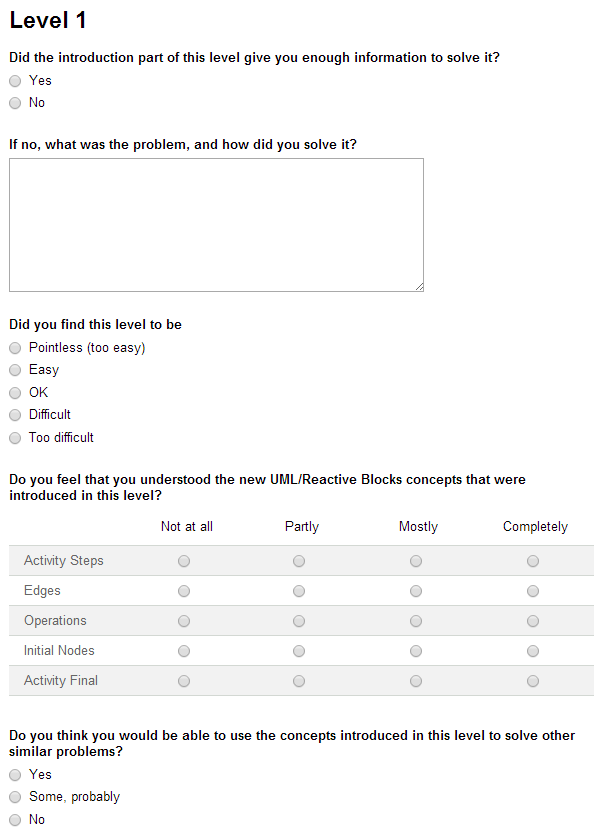 Level 1
Did the introduction part of this level give you enough information to solve it?
Yes
No
If no, what was the problem, and how did you solve it?
Did you find this level to be
Pointless (too easy)
Easy
OK
Difficult
Too difficult
Do you feel that you understood the new UML/Reactive Blocks concepts that were
introduced in this level?
Not at all Partly Mostly Completely
Activity Steps
Edges
Operations
Initial Nodes
Activity Final
Do you think you would be able to use the concepts introduced in this level to solve other
similar problems?
Yes
Some, probably
No